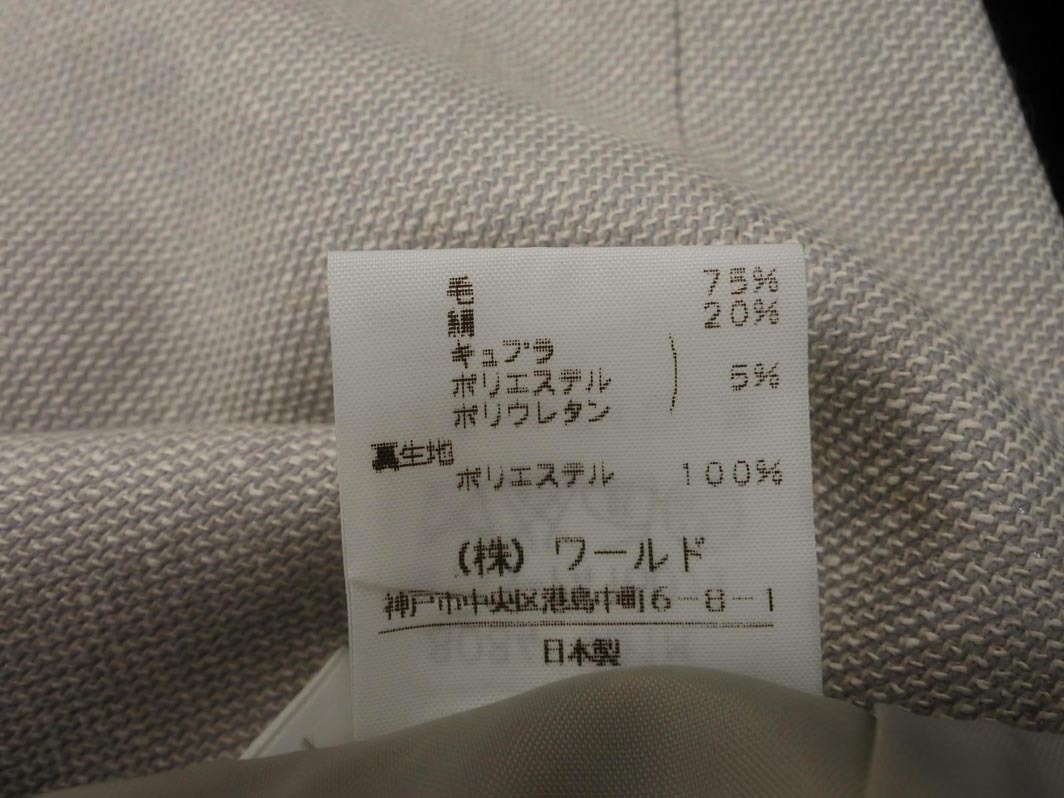 毛 75%
絹 20%
キュプラ
ポリエステル ) 5%
ポリウレタン
裏生地
ポリエステル 100%
(株) ワールド
神戸市中央区港島中町6-8-1
日本製